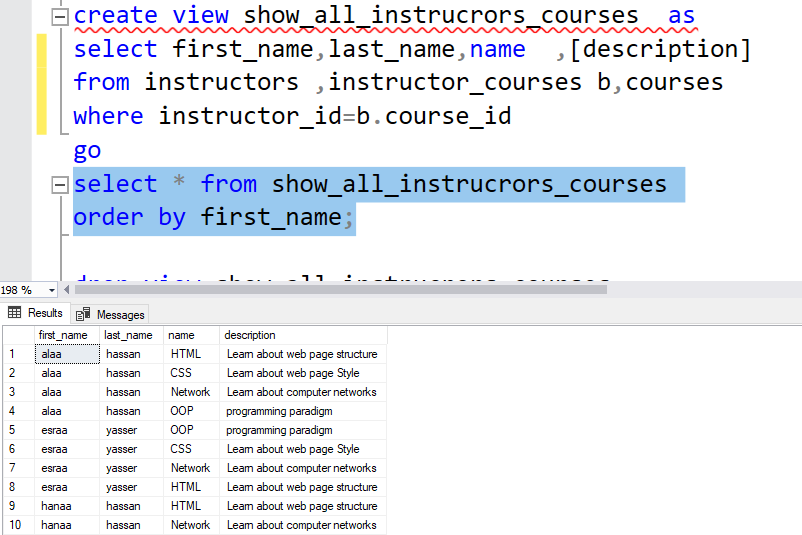 create view show_all_instrucrors_courses  as
select first_name,last_name,name  ,[description]
from instructors ,instructor_courses b,courses
where instructor_id=b.course_id
go
select * from show_all_instrucrors_courses
order by first_name;
drop view show_all_instrucrors_courses
198 %
Results Messages
first_name last_name name description
1 alaa hassan HTML Learn about web page structure
2 alaa hassan CSS Learn about web page Style
3 alaa hassan Network Learn about computer networks
4 alaa hassan OOP programming paradigm
5 esraa yasser OOP programming paradigm
6 esraa yasser CSS Learn about web page Style
7 esraa yasser Network Learn about computer networks
8 esraa yasser HTML Learn about web page structure
9 hanaa hassan HTML Learn about web page structure
10 hanaa hassan Network Learn about computer networks